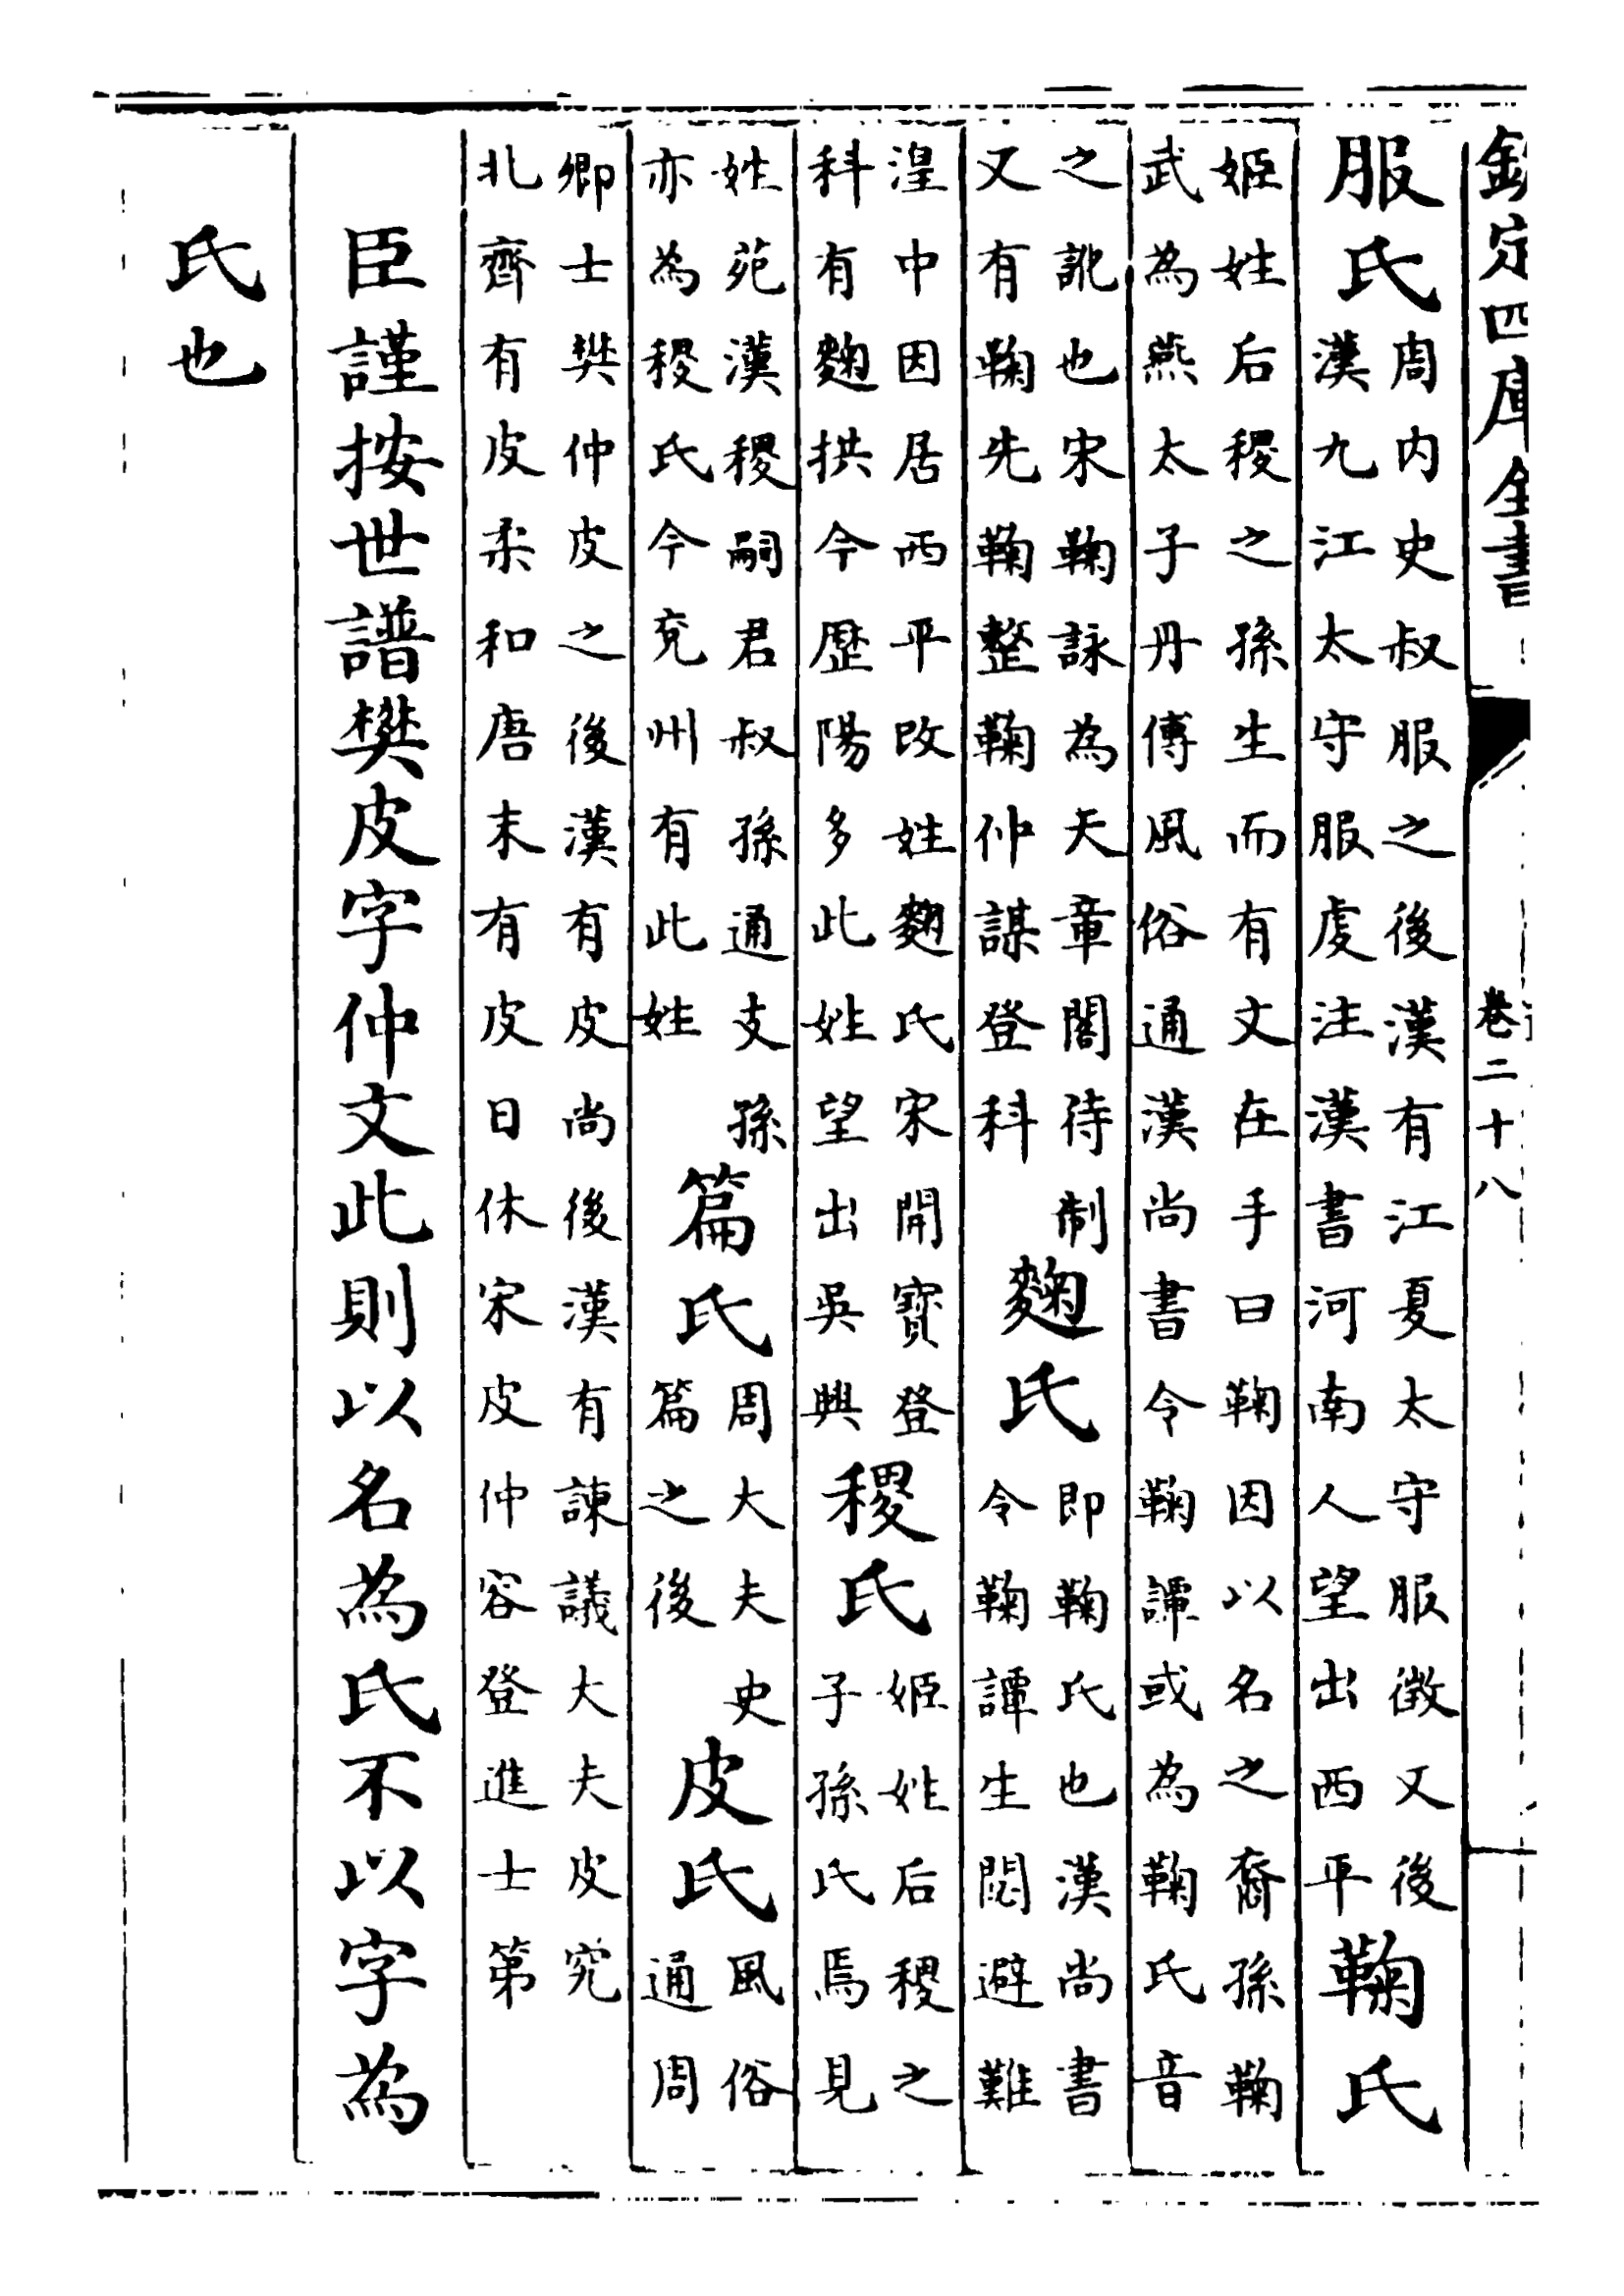 欽定四庫全書 卷二十八
服氏周内史叔服之後漢有江夏太守服徴又後漢九江太守服虔注漢書河南人望出西平鞠氏
姬姓后稷之孫生而有文在手曰鞠因以名之裔孫鞠武為燕太子丹傅風俗通漢尚書令鞠譚或為鞠氏音
之訛也宋鞠詠為天章閣待制又有鞠先鞠整鞠仲謀登科麴氏即鞠氏也漢尚書令鞠譚生閟避難
湟中因居西平改姓麴氏宋開寶登科有麴拱今歴陽多此姓望出吳興稷氏姬姓后稷之子孫氏焉見
姓苑漢稷嗣君叔孫通支孫亦為稷氏今兖州有此姓篇氏周大夫史篇之後皮氏風俗通周
卿士樊仲皮之後漢有皮尚後漢有諫議大夫皮究北齊有皮柔和唐末有皮日休宋皮仲容登進士第
臣謹按世譜樊皮字仲文此則以名為氏不以字為
氏也